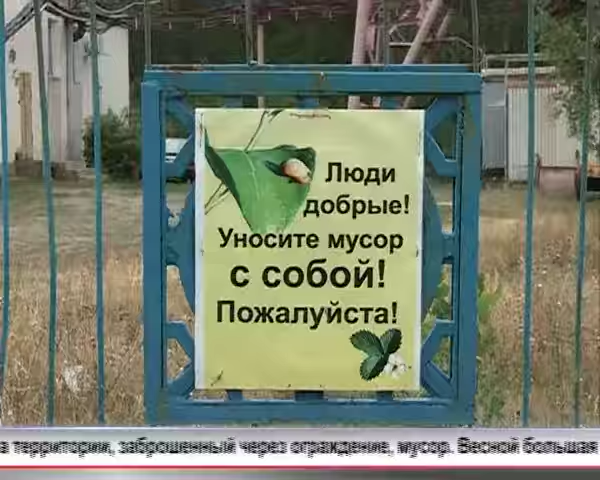 Люди
добрые!
Уносите мусор
с собой!
Пожалуйста!
а территории, заброшенный через ограждение, мусор. Весной большая